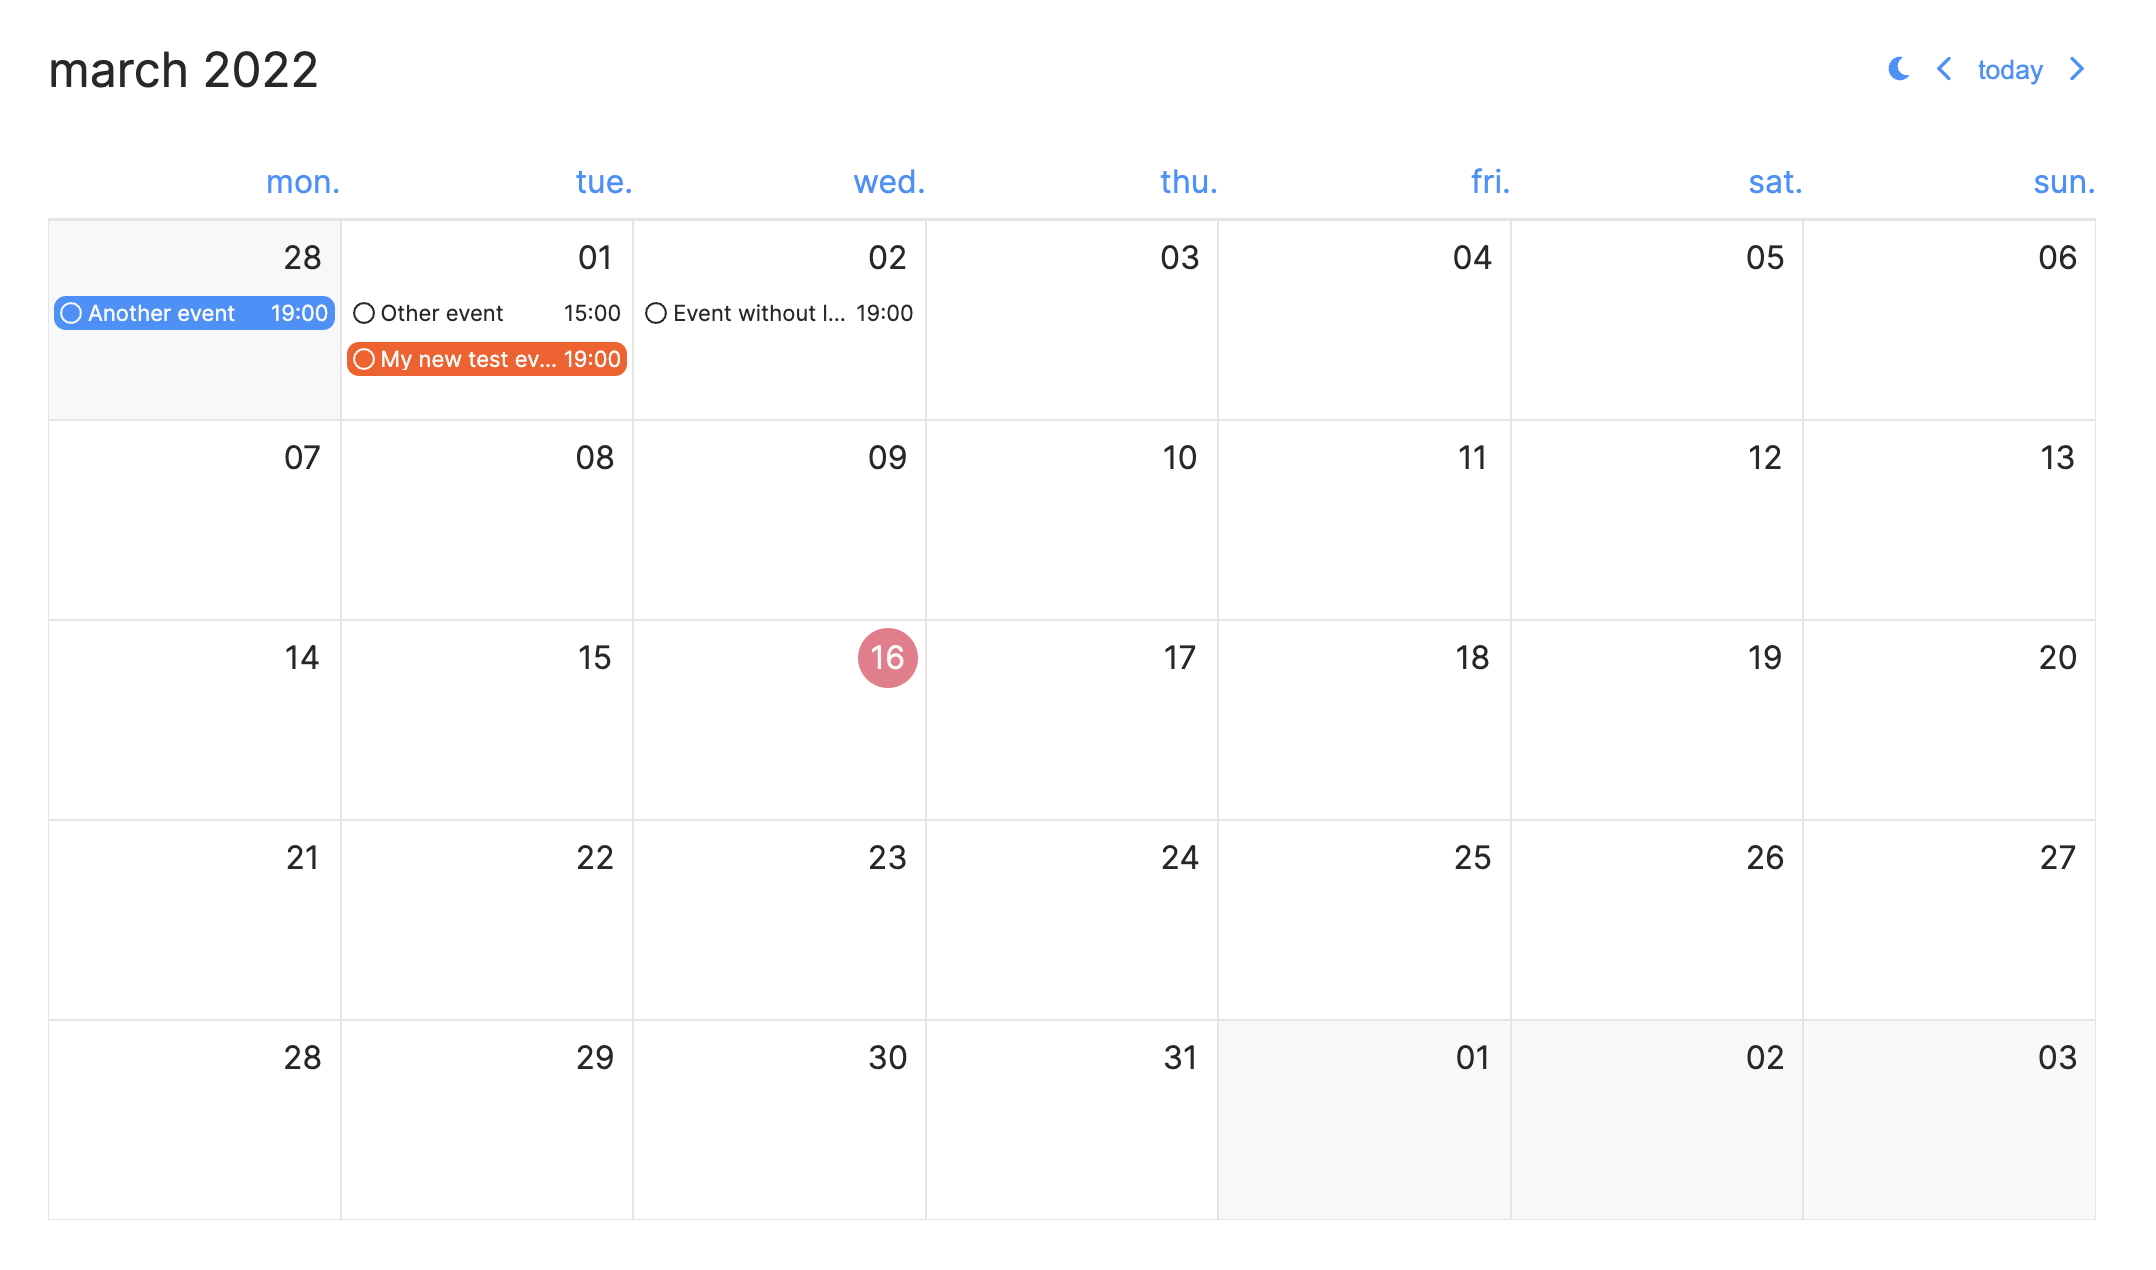 march 2022
today
mon. tue. wed. thu. fri. sat. sun.
28 01 02 03 04 05 06
Another event 19:00 Other event 15:00 Event without l... 19:00
My new test ev... 19:00
07 08 09 10 11 12 13
14 15 16 17 18 19 20
21 22 23 24 25 26 27
28 29 30 31 01 02 03